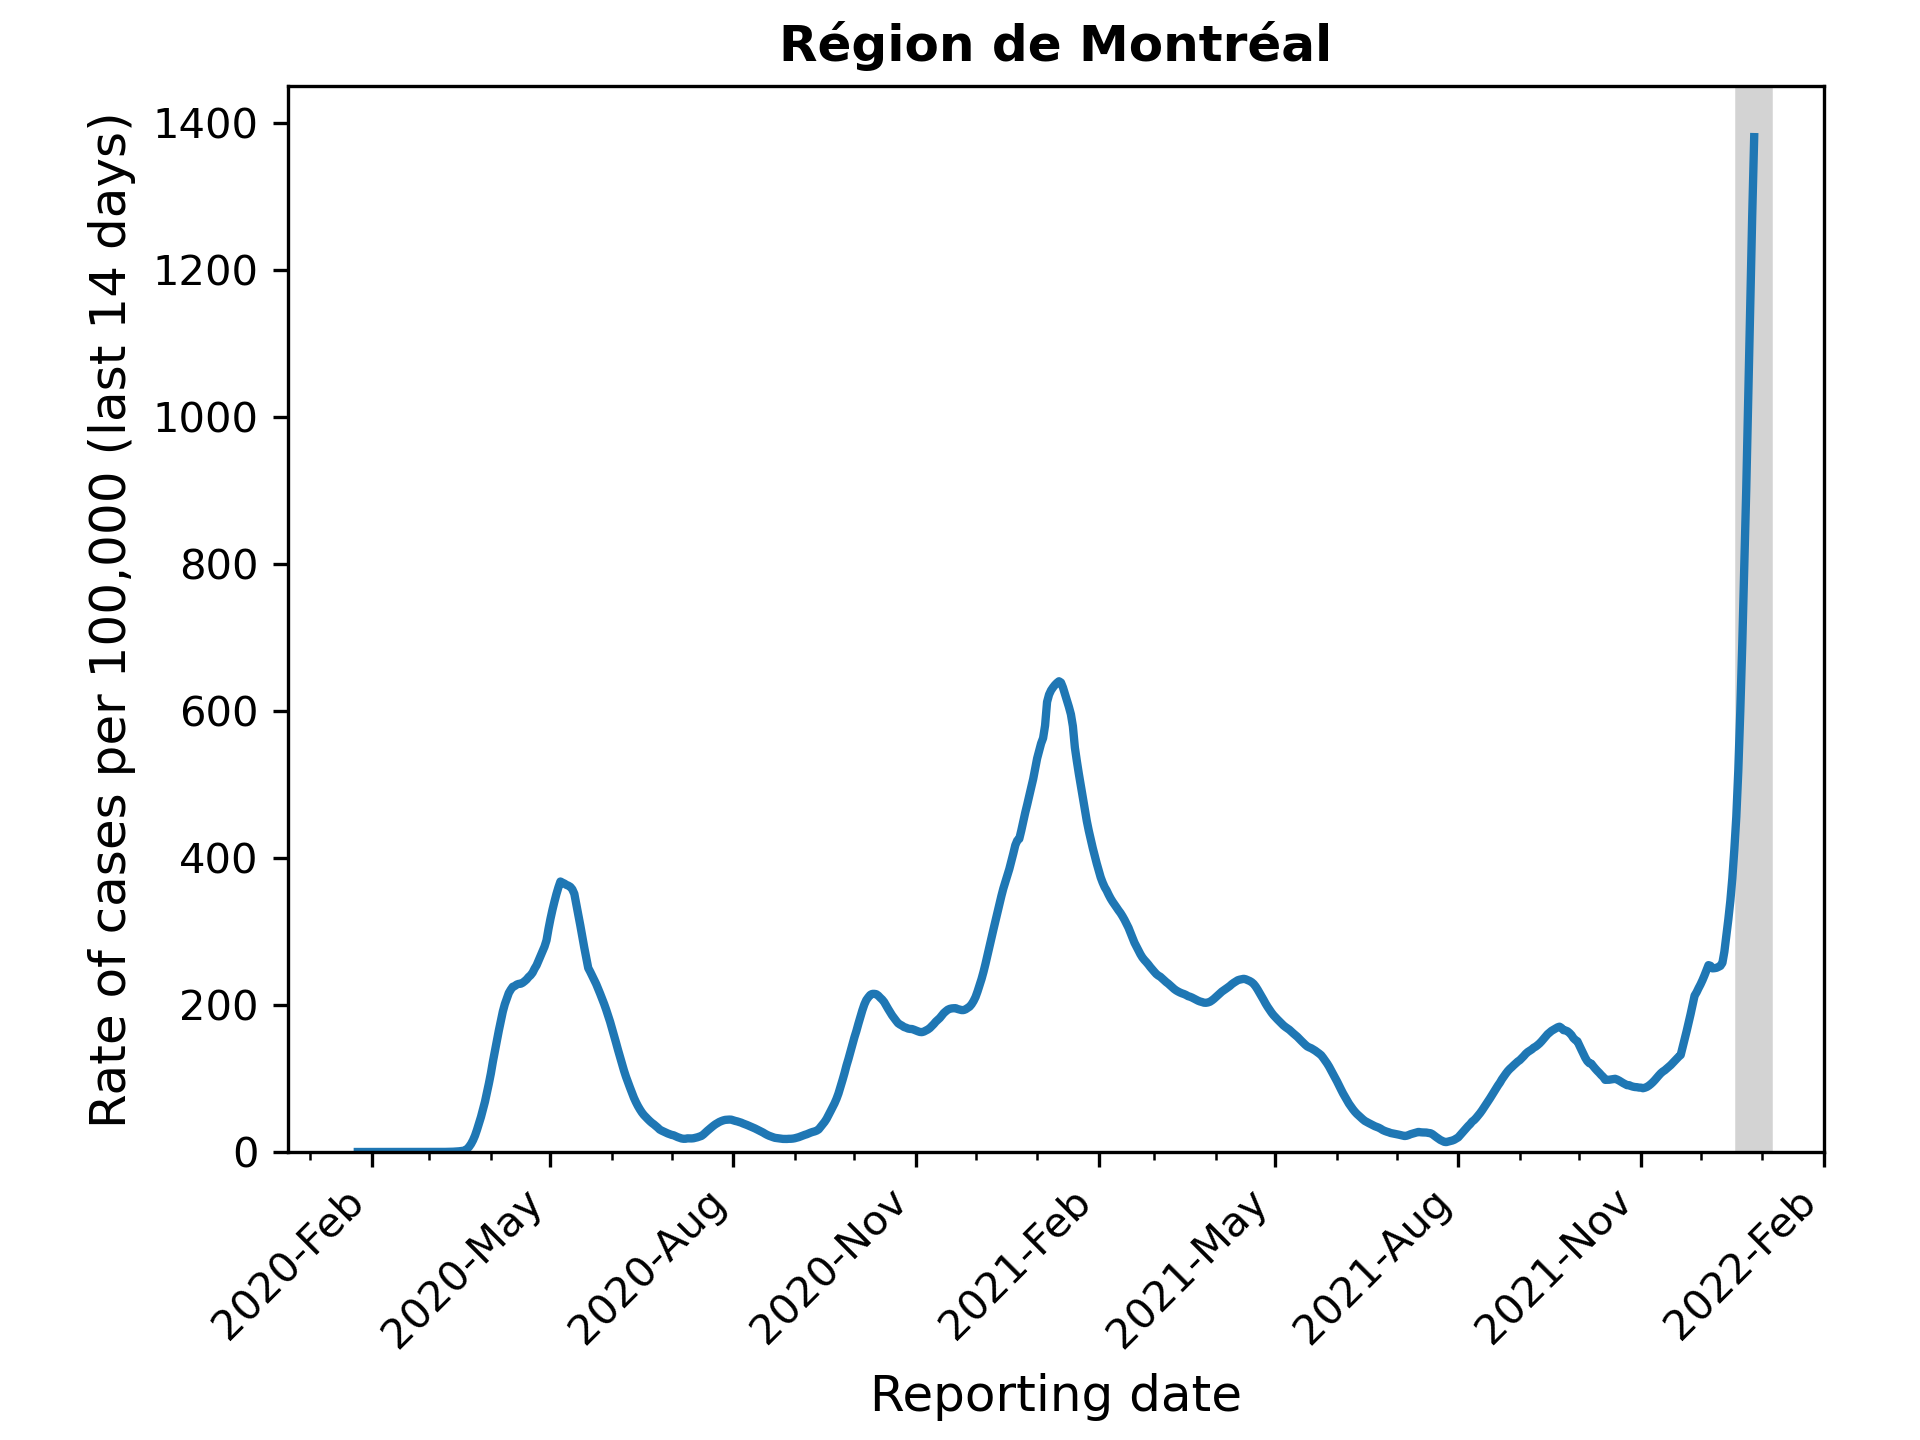 Région de Montréal
Rate of cases per 100,000 (last 14 days)
1400
1200
1000
800
600
400
200
0
2020-Feb
2020-May
2020-Aug
2020-Nov
2021-Feb
2021-May
2021-Aug
2021-Nov
2022-Feb
Reporting date